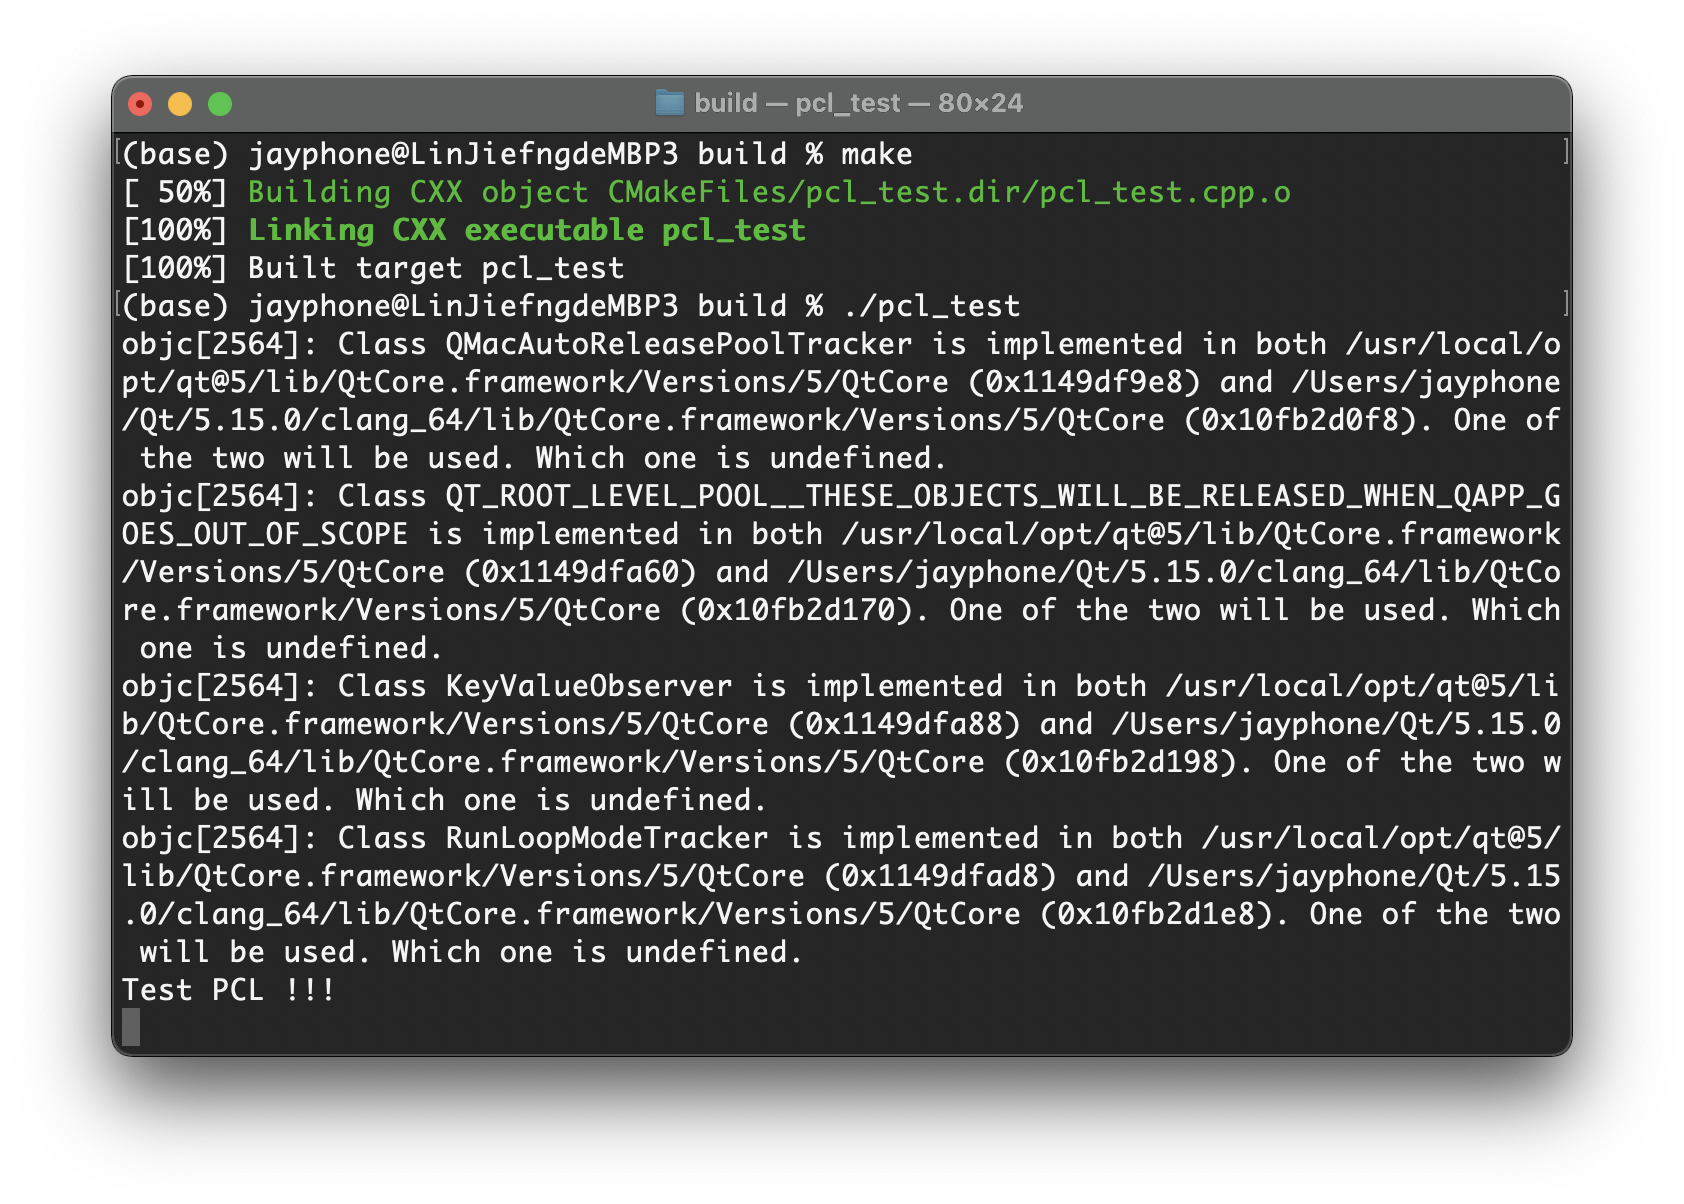 build — pcl_test — 80×24
(base) jayphone@LinJiefngdeMBP3 build % make
[ 50%] Building CXX object CMakeFiles/pcl_test.dir/pcl_test.cpp.o
[100%] Linking CXX executable pcl_test
[100%] Built target pcl_test
(base) jayphone@LinJiefngdeMBP3 build % ./pcl_test
objc[2564]: Class QMacAutoReleasePoolTracker is implemented in both /usr/local/o
pt/qt@5/lib/QtCore.framework/Versions/5/QtCore (0x1149df9e8) and /Users/jayphone
/Qt/5.15.0/clang_64/lib/QtCore.framework/Versions/5/QtCore (0x10fb2d0f8). One of
 the two will be used. Which one is undefined.
objc[2564]: Class QT_ROOT_LEVEL_POOL__THESE_OBJECTS_WILL_BE_RELEASED_WHEN_QAPP_G
OES_OUT_OF_SCOPE is implemented in both /usr/local/opt/qt@5/lib/QtCore.framework
/Versions/5/QtCore (0x1149dfa60) and /Users/jayphone/Qt/5.15.0/clang_64/lib/QtCo
re.framework/Versions/5/QtCore (0x10fb2d170). One of the two will be used. Which
 one is undefined.
objc[2564]: Class KeyValueObserver is implemented in both /usr/local/opt/qt@5/li
b/QtCore.framework/Versions/5/QtCore (0x1149dfa88) and /Users/jayphone/Qt/5.15.0
/clang_64/lib/QtCore.framework/Versions/5/QtCore (0x10fb2d198). One of the two w
ill be used. Which one is undefined.
objc[2564]: Class RunLoopModeTracker is implemented in both /usr/local/opt/qt@5/
lib/QtCore.framework/Versions/5/QtCore (0x1149dfad8) and /Users/jayphone/Qt/5.15
.0/clang_64/lib/QtCore.framework/Versions/5/QtCore (0x10fb2d1e8). One of the two
 will be used. Which one is undefined.
Test PCL !!!